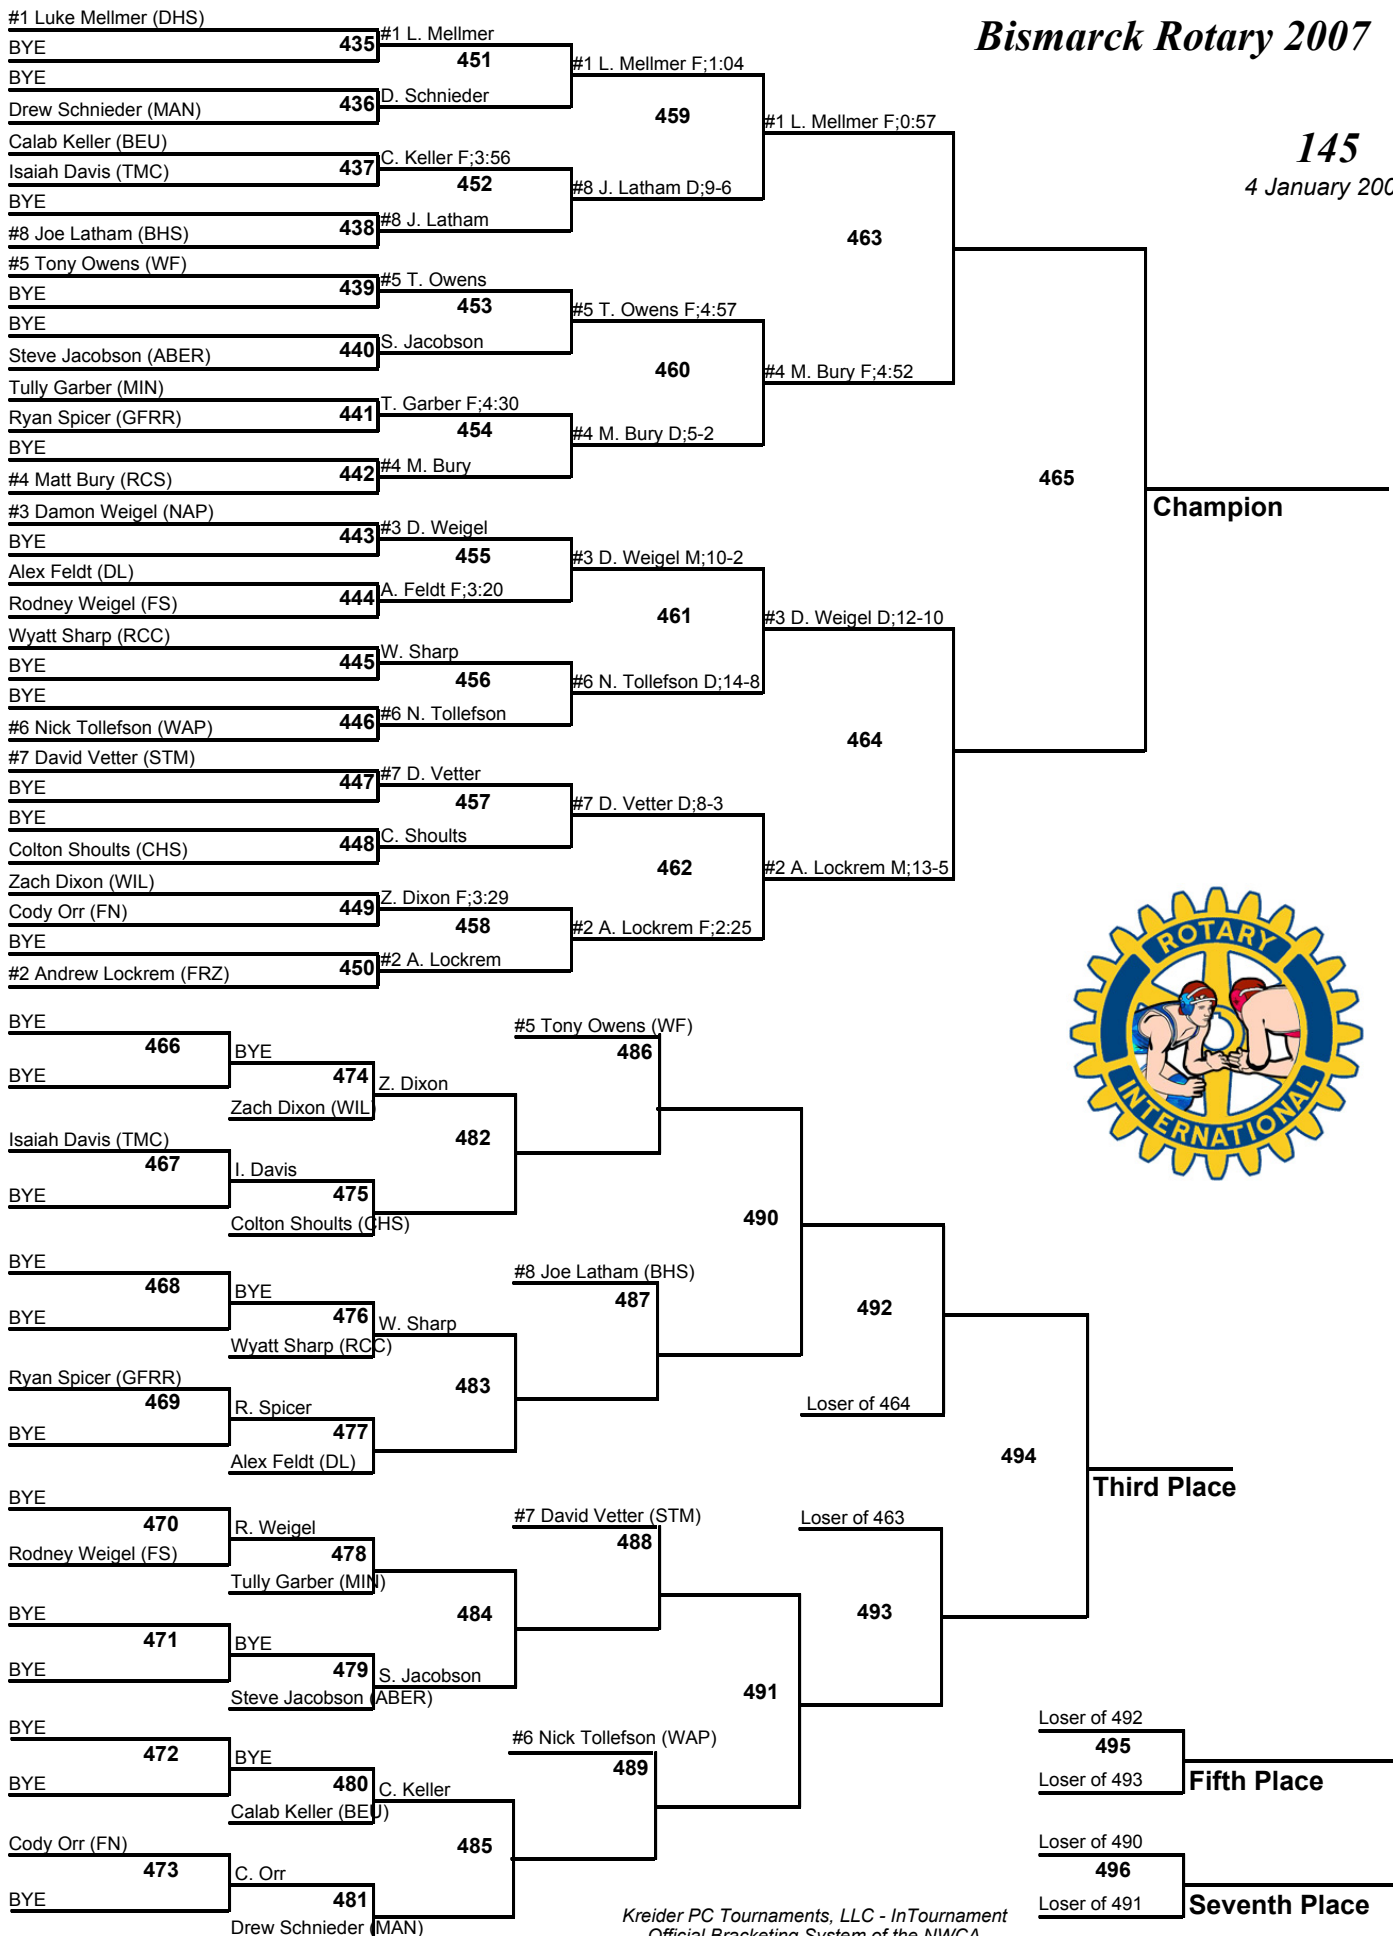 Bismarck Rotary 2007
145
4 January 200
#1 Luke Mellmer (DHS)
BYE
435
BYE
Drew Schnieder (MAN)
436
Calab Keller (BEU)
Isaiah Davis (TMC)
437
BYE
#8 Joe Latham (BHS)
438
#5 Tony Owens (WF)
BYE
439
BYE
Steve Jacobson (ABER)
440
Tully Garber (MIN)
Ryan Spicer (GFRR)
441
BYE
#4 Matt Bury (RCS)
442
#3 Damon Weigel (NAP)
BYE
443
Alex Feldt (DL)
Rodney Weigel (FS)
444
Wyatt Sharp (RCC)
BYE
445
BYE
#6 Nick Tollefson (WAP)
446
#7 David Vetter (STM)
BYE
447
BYE
Colton Shoults (CHS)
448
Zach Dixon (WIL)
Cody Orr (FN)
449
BYE
#2 Andrew Lockrem (FRZ)
450
#1 L. Mellmer
451
D. Schnieder
C. Keller F;3:56
452
#8 J. Latham
#5 T. Owens
453
S. Jacobson
T. Garber F;4:30
454
#4 M. Bury
#3 D. Weigel
455
A. Feldt F;3:20
W. Sharp
456
#6 N. Tollefson
#7 D. Vetter
457
C. Shoults
Z. Dixon F;3:29
458
#2 A. Lockrem
#1 L. Mellmer F;1:04
459
#8 J. Latham D;9-6
#5 T. Owens F;4:57
460
#4 M. Bury D;5-2
#3 D. Weigel M;10-2
461
#6 N. Tollefson D;14-8
#7 D. Vetter D;8-3
462
#2 A. Lockrem F;2:25
#1 L. Mellmer F;0:57
463
#4 M. Bury F;4:52
#3 D. Weigel D;12-10
464
#2 A. Lockrem M;13-5
465
Champion
ROTARY
INTERNATIONAL
BYE
466
BYE
Isaiah Davis (TMC)
467
BYE
BYE
468
BYE
Ryan Spicer (GFRR)
469
BYE
BYE
470
Rodney Weigel (FS)
BYE
471
BYE
BYE
472
BYE
Cody Orr (FN)
473
BYE
BYE
474
Zach Dixon (WIL)
I. Davis
475
Colton Shoults (CHS)
BYE
476
Wyatt Sharp (RCC)
R. Spicer
477
Alex Feldt (DL)
R. Weigel
478
Tully Garber (MIN)
BYE
479
Steve Jacobson (ABER)
BYE
480
Calab Keller (BEU)
C. Orr
481
Drew Schnieder (MAN)
Z. Dixon
482
W. Sharp
483
484
S. Jacobson
C. Keller
485
#5 Tony Owens (WF)
486
#8 Joe Latham (BHS)
487
#7 David Vetter (STM)
488
#6 Nick Tollefson (WAP)
489
490
491
492
Loser of 464
Loser of 463
493
494
Third Place
Loser of 492
495
Loser of 493
Fifth Place
Loser of 490
496
Loser of 491
Seventh Place
Kreider PC Tournaments, LLC - InTournament
Official Bracketing System of the NWCA